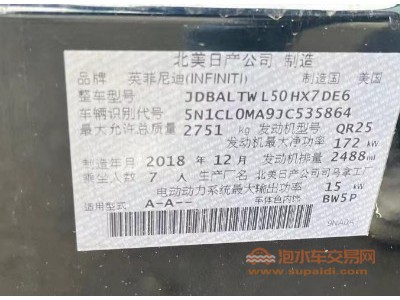 北美日产公司 制造
品牌： 英菲尼迪(INFINITI) 制造国 美国
整车型号： JDBALTWL50HX7DE6
车辆识别代号： 5N1CL0MA9JC535864
最大允许总质量 2751 kg 发动机型号 QR25
发动机最大净功率 172 kW
制造年月 2018 年 12 月 发动机排量 2488 mL
乘坐人数 7 人 生产厂名 北美日产公司司马拿工厂
电动动力系统最大输出功率 15 kW
适用型式 A-A-- 车体色内饰 BW5P
9NA0A
泡水车交易网
www.supaidi.com